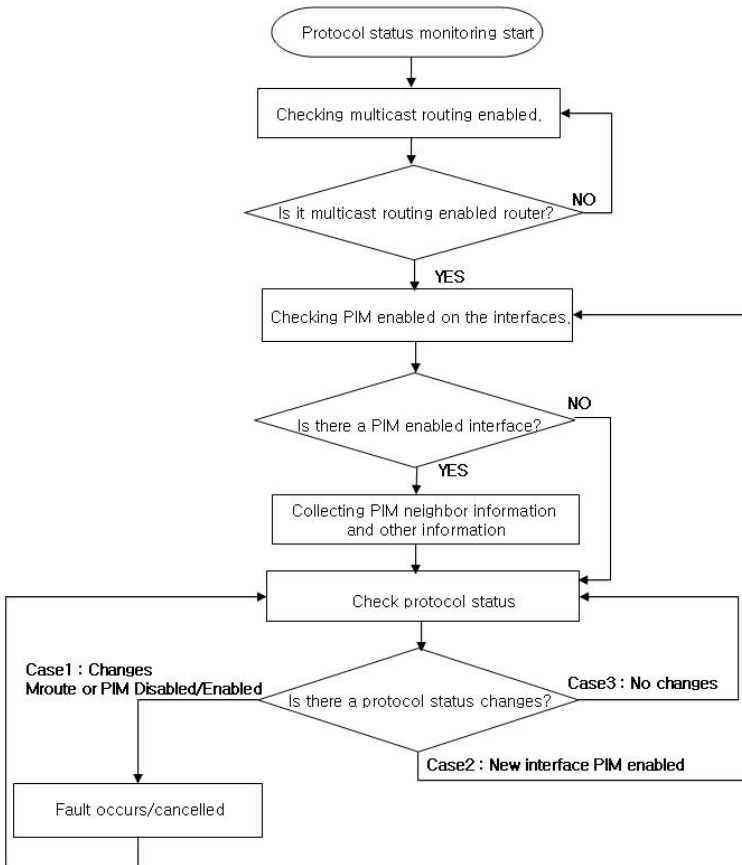 Protocol status monitoring start
Checking multicast routing enabled.
Is it multicast routing enabled router?
NO
YES
Checking PIM enabled on the interfaces.
Is there a PIM enabled interface?
NO
YES
Collecting PIM neighbor information
and other information
Check protocol status
Case1 : Changes
Mroute or PIM Disabled/Enabled
Is there a protocol status changes?
Case3 : No changes
Case2 : New interface PIM enabled
Fault occurs/cancelled